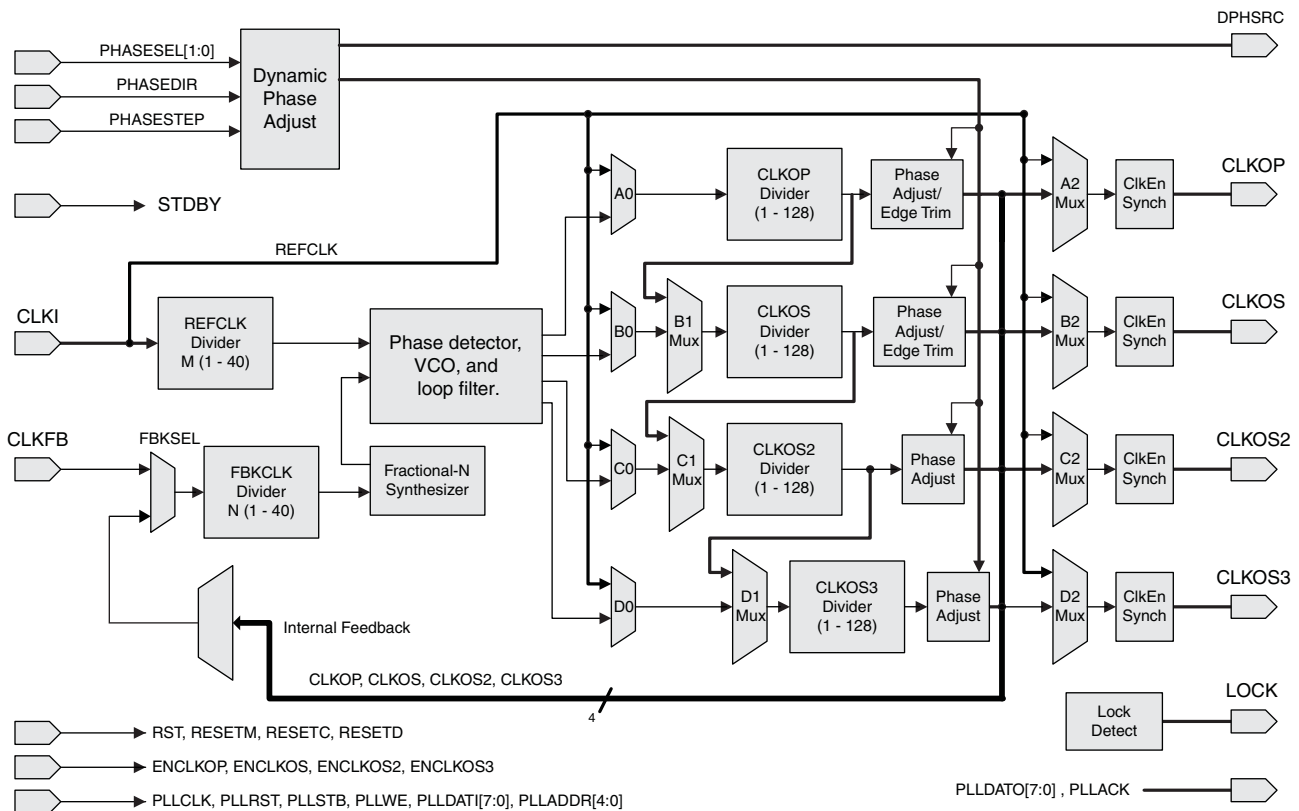 DPHSRC
PHASESEL[1:0]
PHASEDIR
PHASESTEP
Dynamic
Phase
Adjust
STDBY
REFCLK
CLKI
REFCLK
Divider
M (1 - 40)
Phase detector,
VCO, and
loop filter.
CLKFB
FBKSEL
FBKCLK
Divider
N (1 - 40)
Fractional-N
Synthesizer
Internal Feedback
A0
CLKOP
Divider
(1 - 128)
Phase
Adjust/
Edge Trim
A2
Mux
ClkEn
Synch
CLKOP
B0
B1
Mux
CLKOS
Divider
(1 - 128)
Phase
Adjust/
Edge Trim
B2
Mux
ClkEn
Synch
CLKOS
C0
C1
Mux
CLKOS2
Divider
(1 - 128)
Phase
Adjust
C2
Mux
ClkEn
Synch
CLKOS2
D0
D1
Mux
CLKOS3
Divider
(1 - 128)
Phase
Adjust
D2
Mux
ClkEn
Synch
CLKOS3
CLKOP, CLKOS, CLKOS2, CLKOS3
4
Lock
Detect
LOCK
RST, RESETM, RESETC, RESETD
ENCLKOP, ENCLKOS, ENCLKOS2, ENCLKOS3
PLLCLK, PLLRST, PLLSTB, PLLWE, PLLDATI[7:0], PLLADDR[4:0]
PLLDATO[7:0] , PLLACK